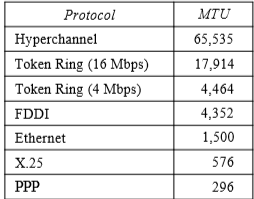 Protocol MTU
Hyperchannel 65,535
Token Ring (16 Mbps) 17,914
Token Ring (4 Mbps) 4,464
FDDI 4,352
Ethernet 1,500
X.25 576
PPP 296